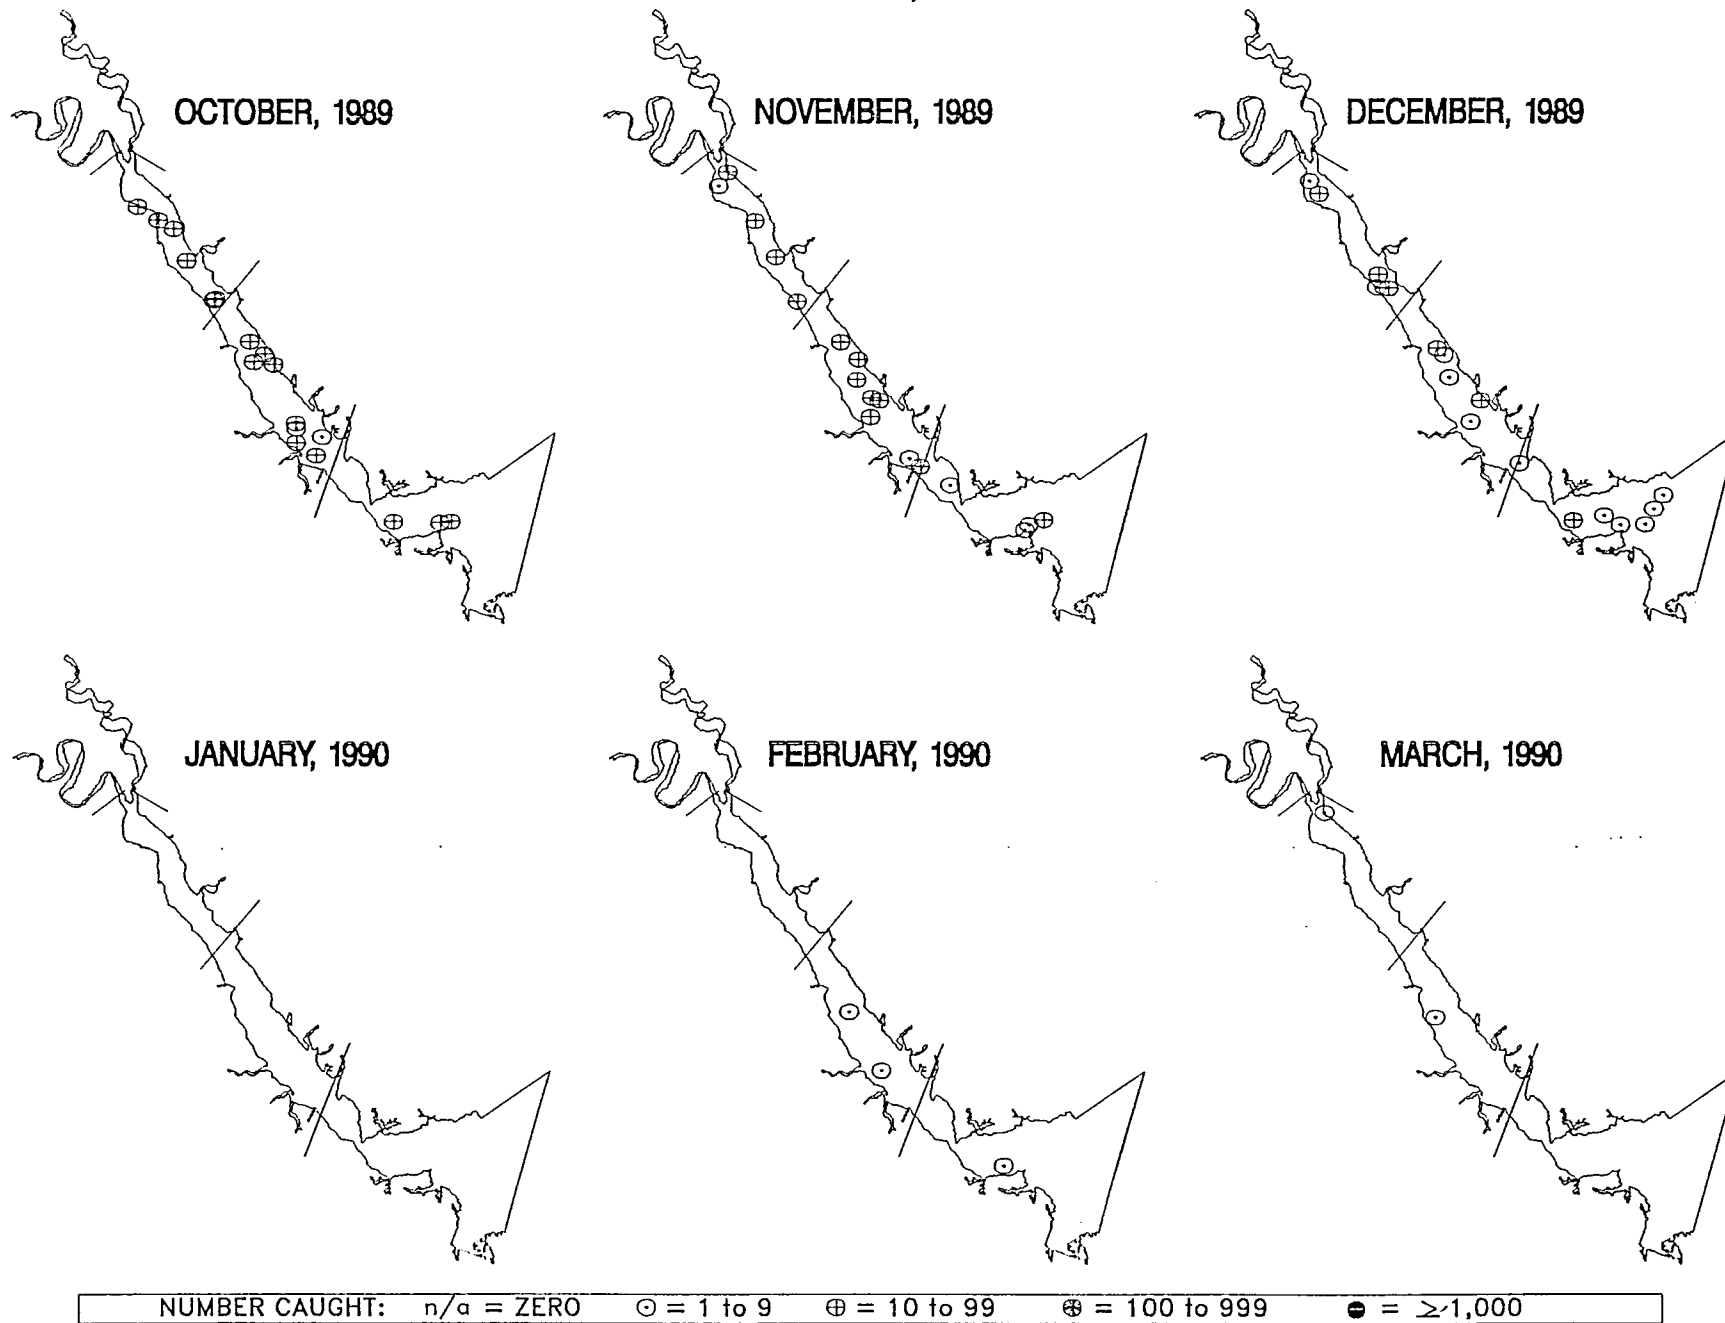 OCTOBER, 1989
NOVEMBER, 1989
DECEMBER, 1989
JANUARY, 1990
FEBRUARY, 1990
MARCH, 1990
NUMBER CAUGHT: n/a = ZERO ⊙ = 1 to 9 ⊕ = 10 to 99 = 100 to 999 = ≥1,000